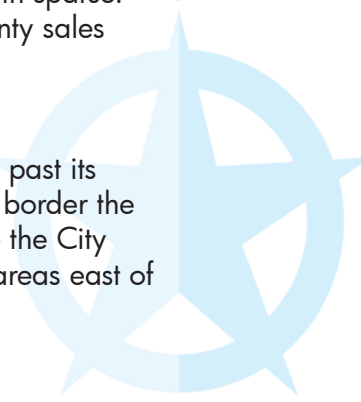 sparse.
nty sales
past its
border the
the City
areas east of